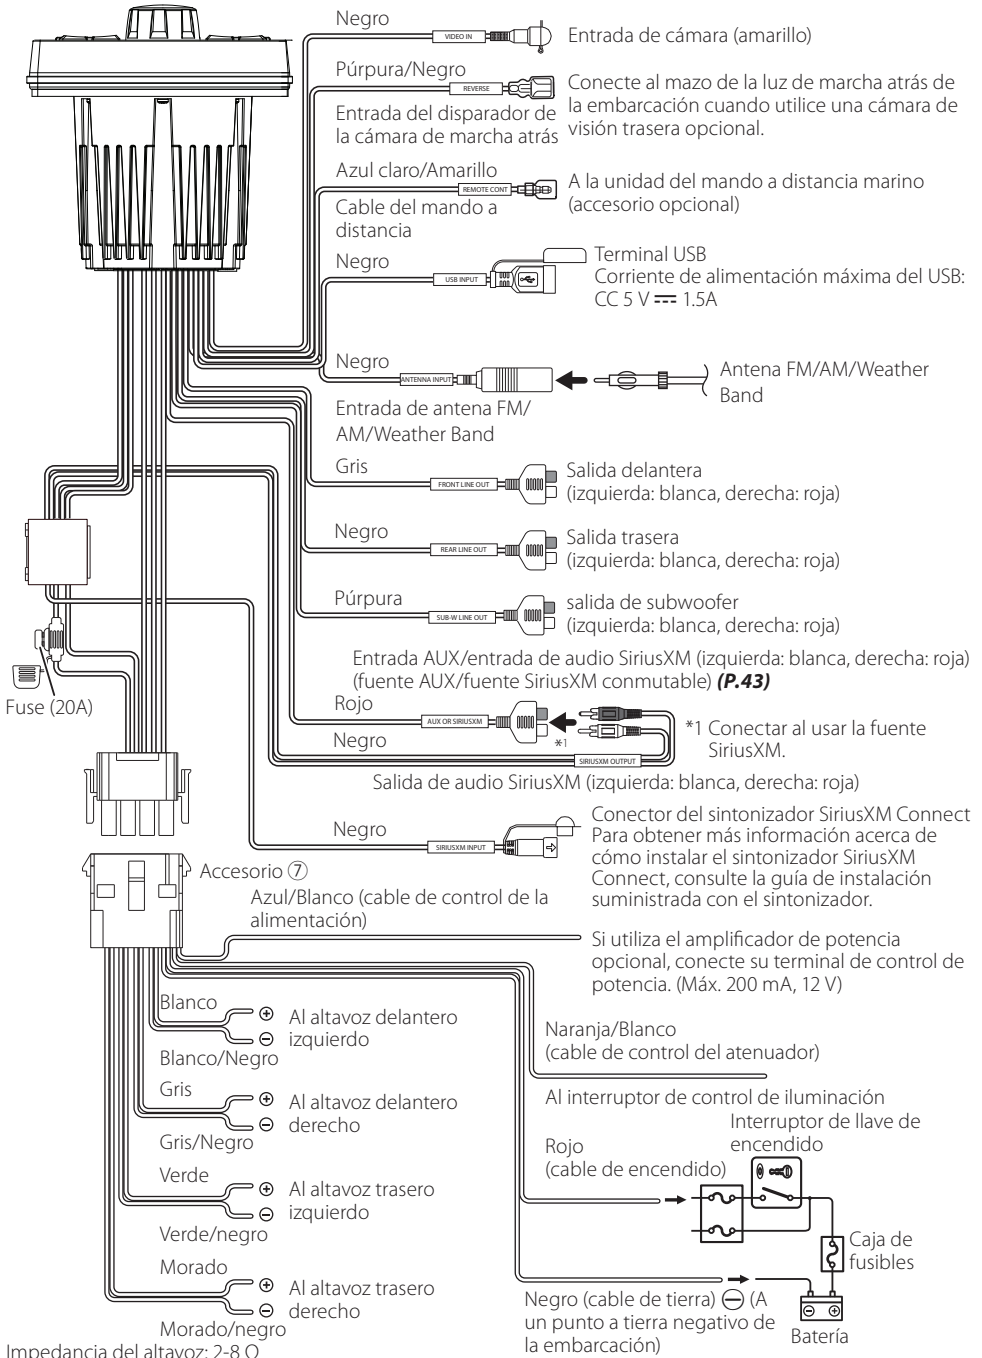 Negro
VIDEO IN
Entrada de cámara (amarillo)
Púrpura/Negro
REVERSE
Entrada del disparador de
la cámara de marcha atrás
Conecte al mazo de la luz de marcha atrás de
la embarcación cuando utilice una cámara de
visión trasera opcional.
Azul claro/Amarillo
REMOTE CONT
Cable del mando a
distancia
A la unidad del mando a distancia marino
(accesorio opcional)
Negro
USB INPUT
Terminal USB
Corriente de alimentación máxima del USB:
CC 5 V ⎓ 1.5A
Negro
ANTENNA INPUT
Entrada de antena FM/
AM/Weather Band
Antena FM/AM/Weather
Band
Gris
FRONT LINE OUT
Salida delantera
(izquierda: blanca, derecha: roja)
Negro
REAR LINE OUT
Salida trasera
(izquierda: blanca, derecha: roja)
Púrpura
SUB-W LINE OUT
salida de subwoofer
(izquierda: blanca, derecha: roja)
Fuse (20A)
Entrada AUX/entrada de audio SiriusXM (izquierda: blanca, derecha: roja)
(fuente AUX/fuente SiriusXM conmutable) (P.43)
Rojo
AUX OR SIRIUSXM
*1
Negro
SIRIUSXM OUTPUT
*1 Conectar al usar la fuente
SiriusXM.
Salida de audio SiriusXM (izquierda: blanca, derecha: roja)
Negro
SIRIUSXM INPUT
Conector del sintonizador SiriusXM Connect
Para obtener más información acerca de
cómo instalar el sintonizador SiriusXM
Connect, consulte la guía de instalación
suministrada con el sintonizador.
Accesorio ⑦
Azul/Blanco (cable de control de la
alimentación)
Si utiliza el amplificador de potencia
opcional, conecte su terminal de control de
potencia. (Máx. 200 mA, 12 V)
Blanco
⊕
⊖
Blanco/Negro
Al altavoz delantero
izquierdo
Gris
⊕
⊖
Gris/Negro
Al altavoz delantero
derecho
Verde
⊕
⊖
Verde/negro
Al altavoz trasero
izquierdo
Morado
⊕
⊖
Morado/negro
Al altavoz trasero
derecho
Impedancia del altavoz: 2-8 Ω
Naranja/Blanco
(cable de control del atenuador)
Al interruptor de control de iluminación
Interruptor de llave de
encendido
Rojo
(cable de encendido)
Caja de
fusibles
Negro (cable de tierra) ⊖ (A
un punto a tierra negativo de
la embarcación)
⊖ ⊕
Batería